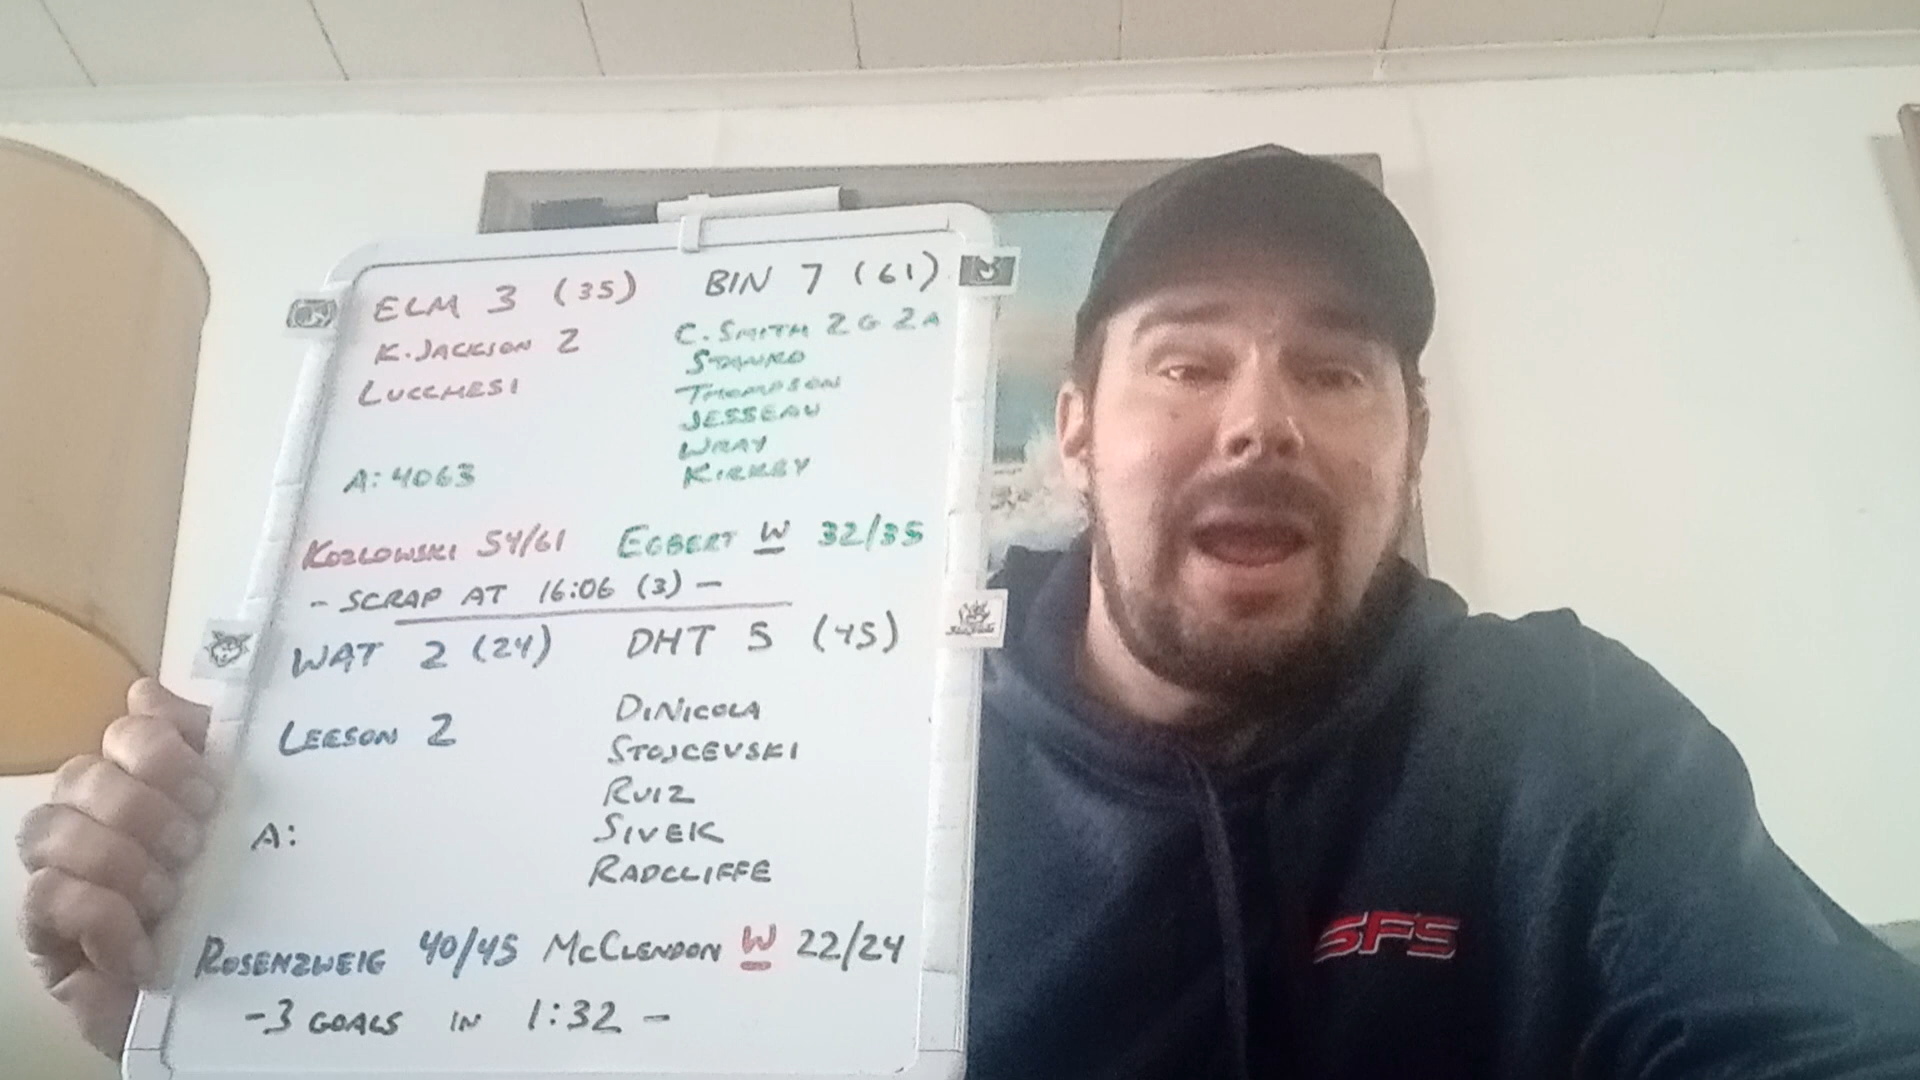 ELM 3 (35) BIN 7 (61)
K. JACKSON 2 C. SMITH 2G 2A
STANKO
LUCCHESI THOMPSON
JESSEAU
WRAY
A: 4063 KIRKBY
KOZLOWSKI 54/61 EGBERT W 32/35
- SCRAP AT 16:06 (3) -
WAT 2 (24) DHT 5 (45)
DINICOLA
LEESON 2 STOJCEVSKI
RUIZ
A: SIVEK
RADCLIFFE
ROSENZWEIG 40/45 MCCLENDON W 22/24
-3 GOALS IN 1:32 -
SFS